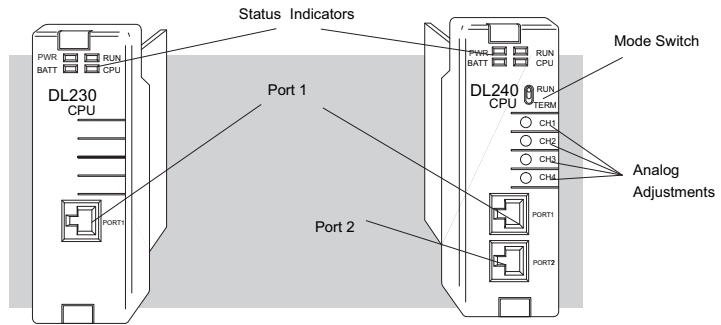 Status Indicators
PWR RUN
BATT CPU
DL230
CPU
PORT1
Port 1
Port 2
PWR RUN
BATT CPU
DL240
CPU
RUN
TERM
CH1
CH2
CH3
CH4
PORT1
PORT2
Mode Switch
Analog
Adjustments